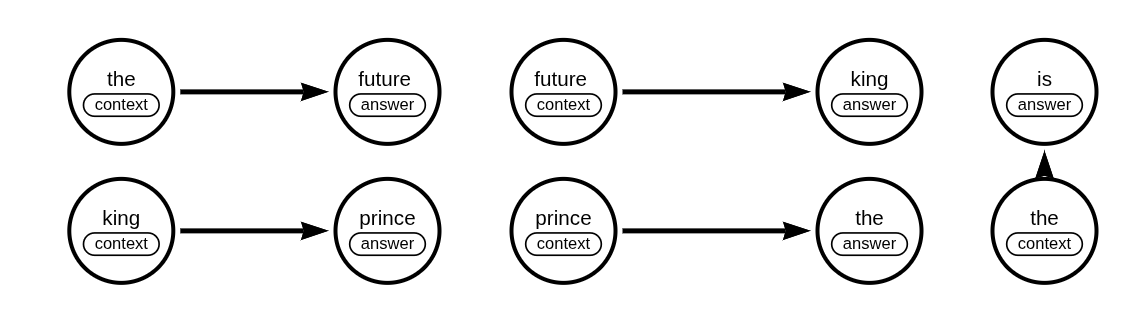 the
context
future
answer
future
context
king
answer
is
answer
king
context
prince
answer
prince
context
the
answer
the
context